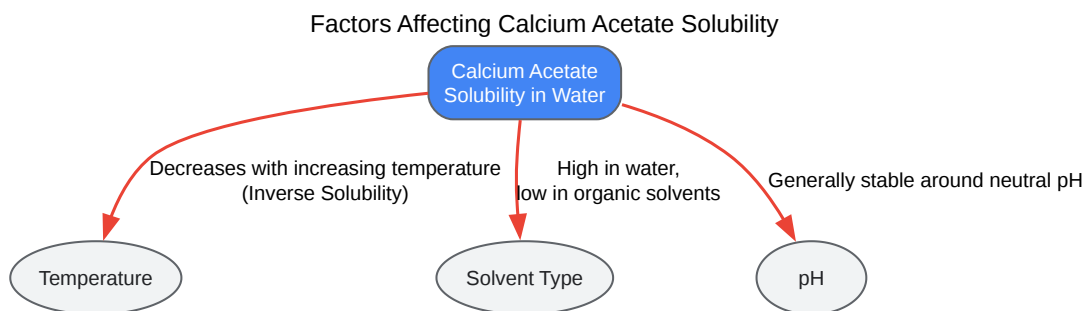 Factors Affecting Calcium Acetate Solubility
Calcium Acetate
Solubility in Water
Decreases with increasing temperature
(Inverse Solubility)
High in water,
low in organic solvents
Generally stable around neutral pH
Temperature
Solvent Type
pH